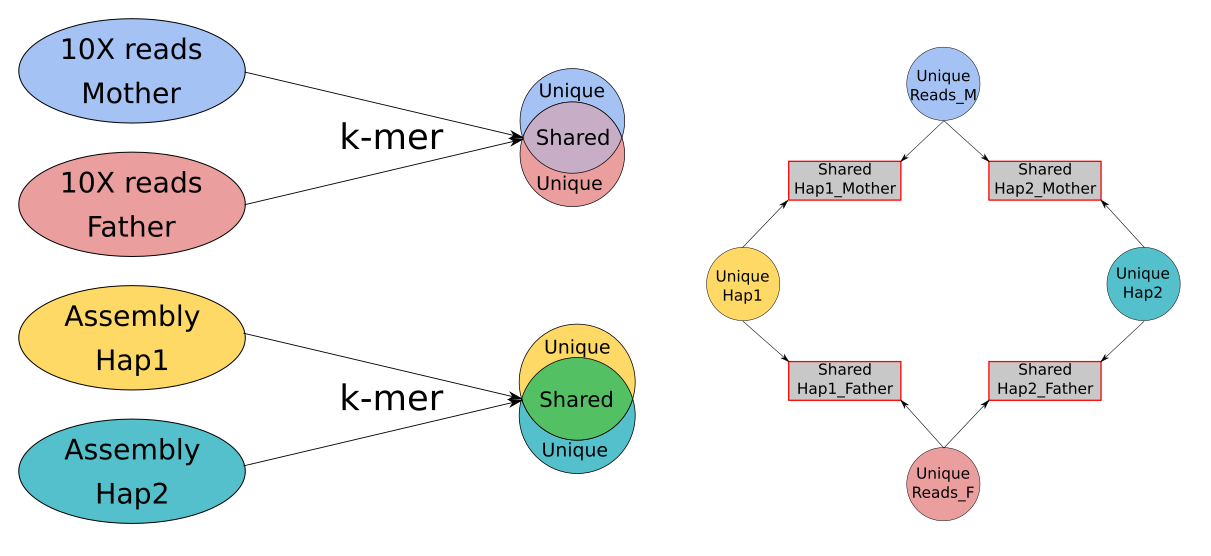 10X reads
Mother
10X reads
Father
k-mer
Unique
Shared
Unique
Assembly
Hap1
Assembly
Hap2
k-mer
Unique
Shared
Unique
Unique
Reads_M
Shared
Hap1_Mother
Shared
Hap2_Mother
Unique
Hap1
Unique
Hap2
Shared
Hap1_Father
Shared
Hap2_Father
Unique
Reads_F